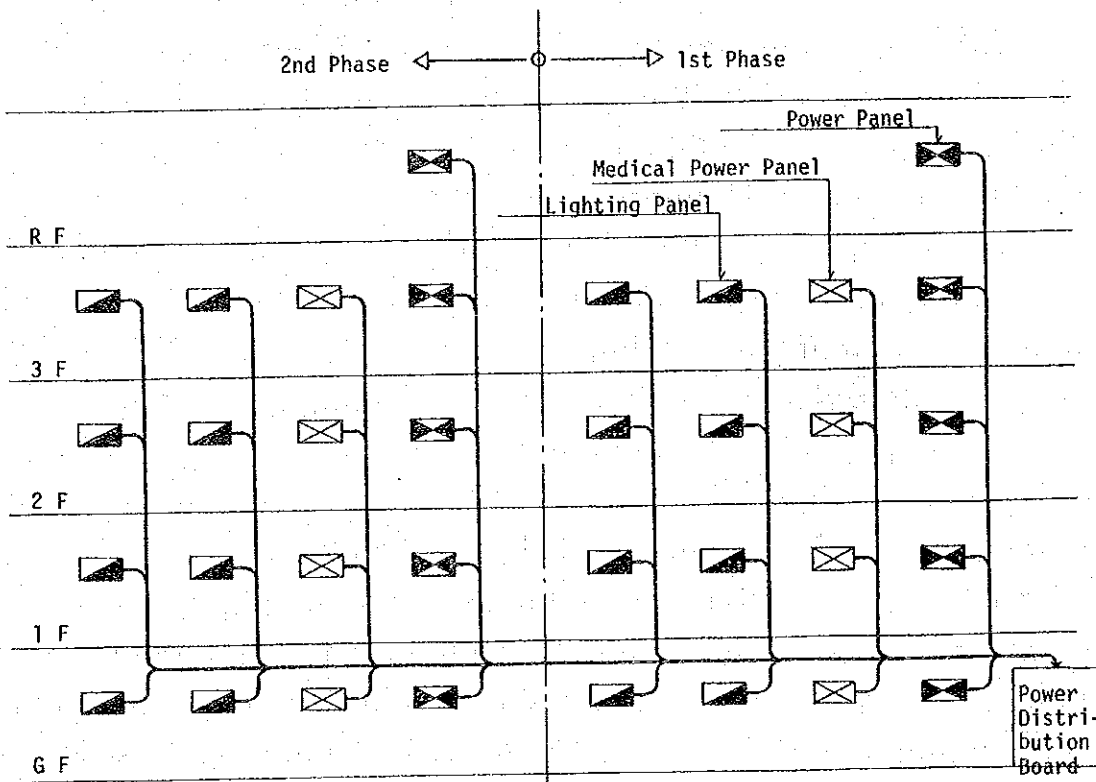 2nd Phase
1st Phase
Power Panel
Medical Power Panel
Lighting Panel
R F
3 F
2 F
1 F
Power
Distri-
bution
Board
G F